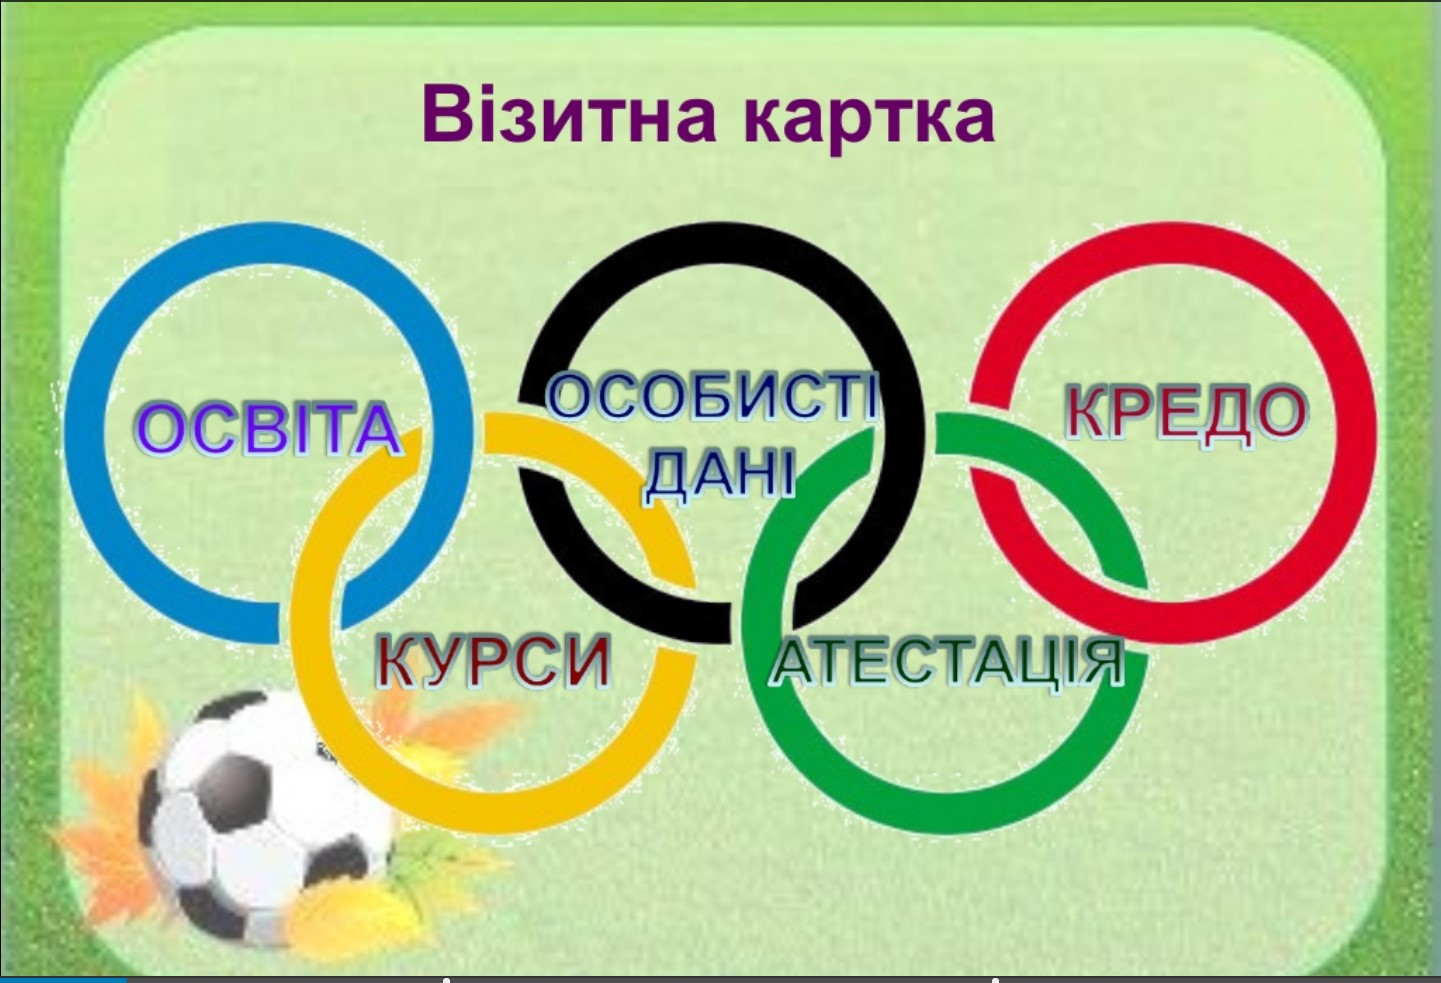 Візитна картка
ОСВІТА
ОСОБИСТІ
ДАНІ
КРЕДО
КУРСИ
АТЕСТАЦІЯ